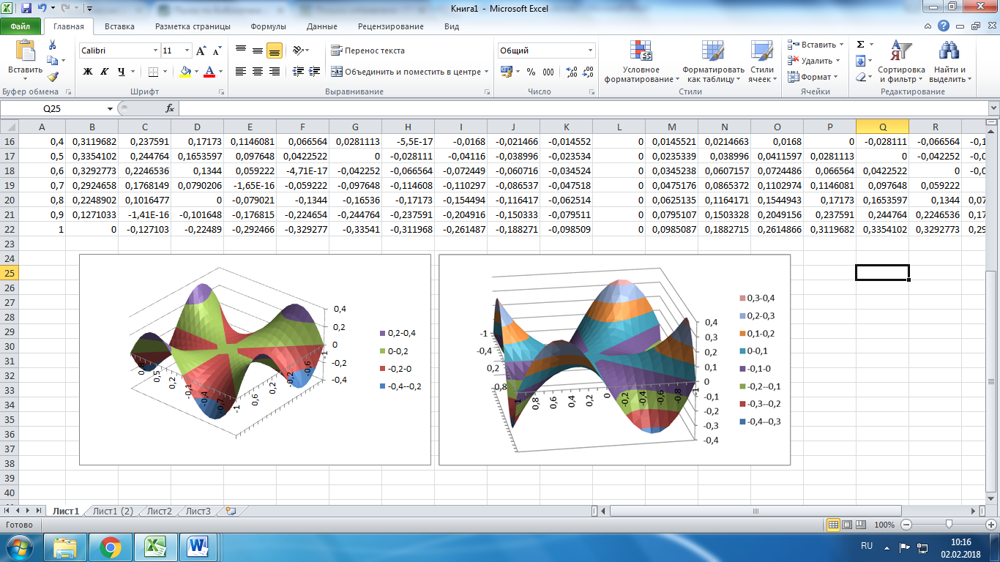 Книга1 - Microsoft Excel
Файл Главная Вставка Разметка страницы Формулы Данные Рецензирование Вид
Calibri 11 Перенос текста Общий Вставить
Вставить Ж К Ч Объединить и поместить в центре % 000 Условное форматирование Форматировать как таблицу Стили ячеек Удалить Формат Сортировка и фильтр Найти и выделить
Буфер обмена Шрифт Выравнивание Число Стили Ячейки Редактирование
Q25 fx
A B C D E F G H I J K L M N O P Q R
16 0,4 0,3119682 0,237591 0,17173 0,1146081 0,066564 0,0281113 -5,5E-17 -0,0168 -0,021466 -0,014552 0 0,0145521 0,0214663 0,0168 0 -0,028111 -0,066564 -0,1
17 0,5 0,3354102 0,244764 0,1653597 0,097648 0,0422522 0 -0,028111 -0,04116 -0,038996 -0,023534 0 0,0235339 0,038996 0,0411597 0,0281113 0 -0,042252 -0,0
18 0,6 0,3292773 0,2246536 0,1344 0,059222 -4,71E-17 -0,042252 -0,066564 -0,072449 -0,060716 -0,034524 0 0,0345238 0,0607157 0,0724486 0,066564 0,0422522 0 -0,0
19 0,7 0,2924658 0,1768149 0,0790206 -1,65E-16 -0,059222 -0,097648 -0,114608 -0,110297 -0,086537 -0,047518 0 0,0475176 0,0865372 0,1102974 0,1146081 0,097648 0,059222
20 0,8 0,2248902 0,1016477 0 -0,079021 -0,1344 -0,16536 -0,17173 -0,154494 -0,116417 -0,062514 0 0,0625135 0,1164171 0,1544943 0,17173 0,1653597 0,1344 0,07
21 0,9 0,1271033 -1,41E-16 -0,101648 -0,176815 -0,224654 -0,244764 -0,237591 -0,204916 -0,150333 -0,079511 0 0,0795107 0,1503328 0,2049156 0,237591 0,244764 0,2246536 0,17
22 1 0 -0,127103 -0,22489 -0,292466 -0,329277 -0,33541 -0,311968 -0,261487 -0,188271 -0,098509 0 0,0985087 0,1882715 0,2614866 0,3119682 0,3354102 0,3292773 0,29
23
24
25
26
27
28
29
30
31
32
33
34
35
36
37
38
39
40
0,4
0,2
0
-0,2
-0,4
0,8 0,5 0,2 -0,1 -0,4 -0,7 -1
0,6 0,2 -0,2 -0,6 -1
0,2-0,4
0-0,2
-0,2-0
-0,4--0,2
-1
-0,4
0,2
0,8
1 0,8 0,6 0,4 0,2 0 -0,2 -0,4 -0,6 -0,8 -1
0,4
0,3
0,2
0,1
0
-0,1
-0,2
-0,3
-0,4
0,3-0,4
0,2-0,3
0,1-0,2
0-0,1
-0,1-0
-0,2--0,1
-0,3--0,2
-0,4--0,3
Лист1 Лист1 (2) Лист2 Лист3
Готово 100%
RU 10:16
02.02.2018